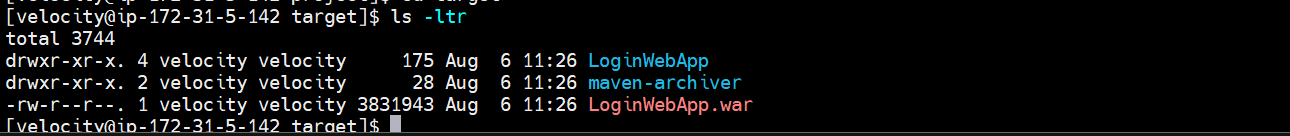 [velocity@ip-172-31-5-142 target]$ ls -ltr
total 3744
drwxr-xr-x. 4 velocity velocity     175 Aug  6 11:26 LoginWebApp
drwxr-xr-x. 2 velocity velocity      28 Aug  6 11:26 maven-archiver
-rw-r--r--. 1 velocity velocity 3831943 Aug  6 11:26 LoginWebApp.war
[velocity@ip-172-31-5-142 target]$